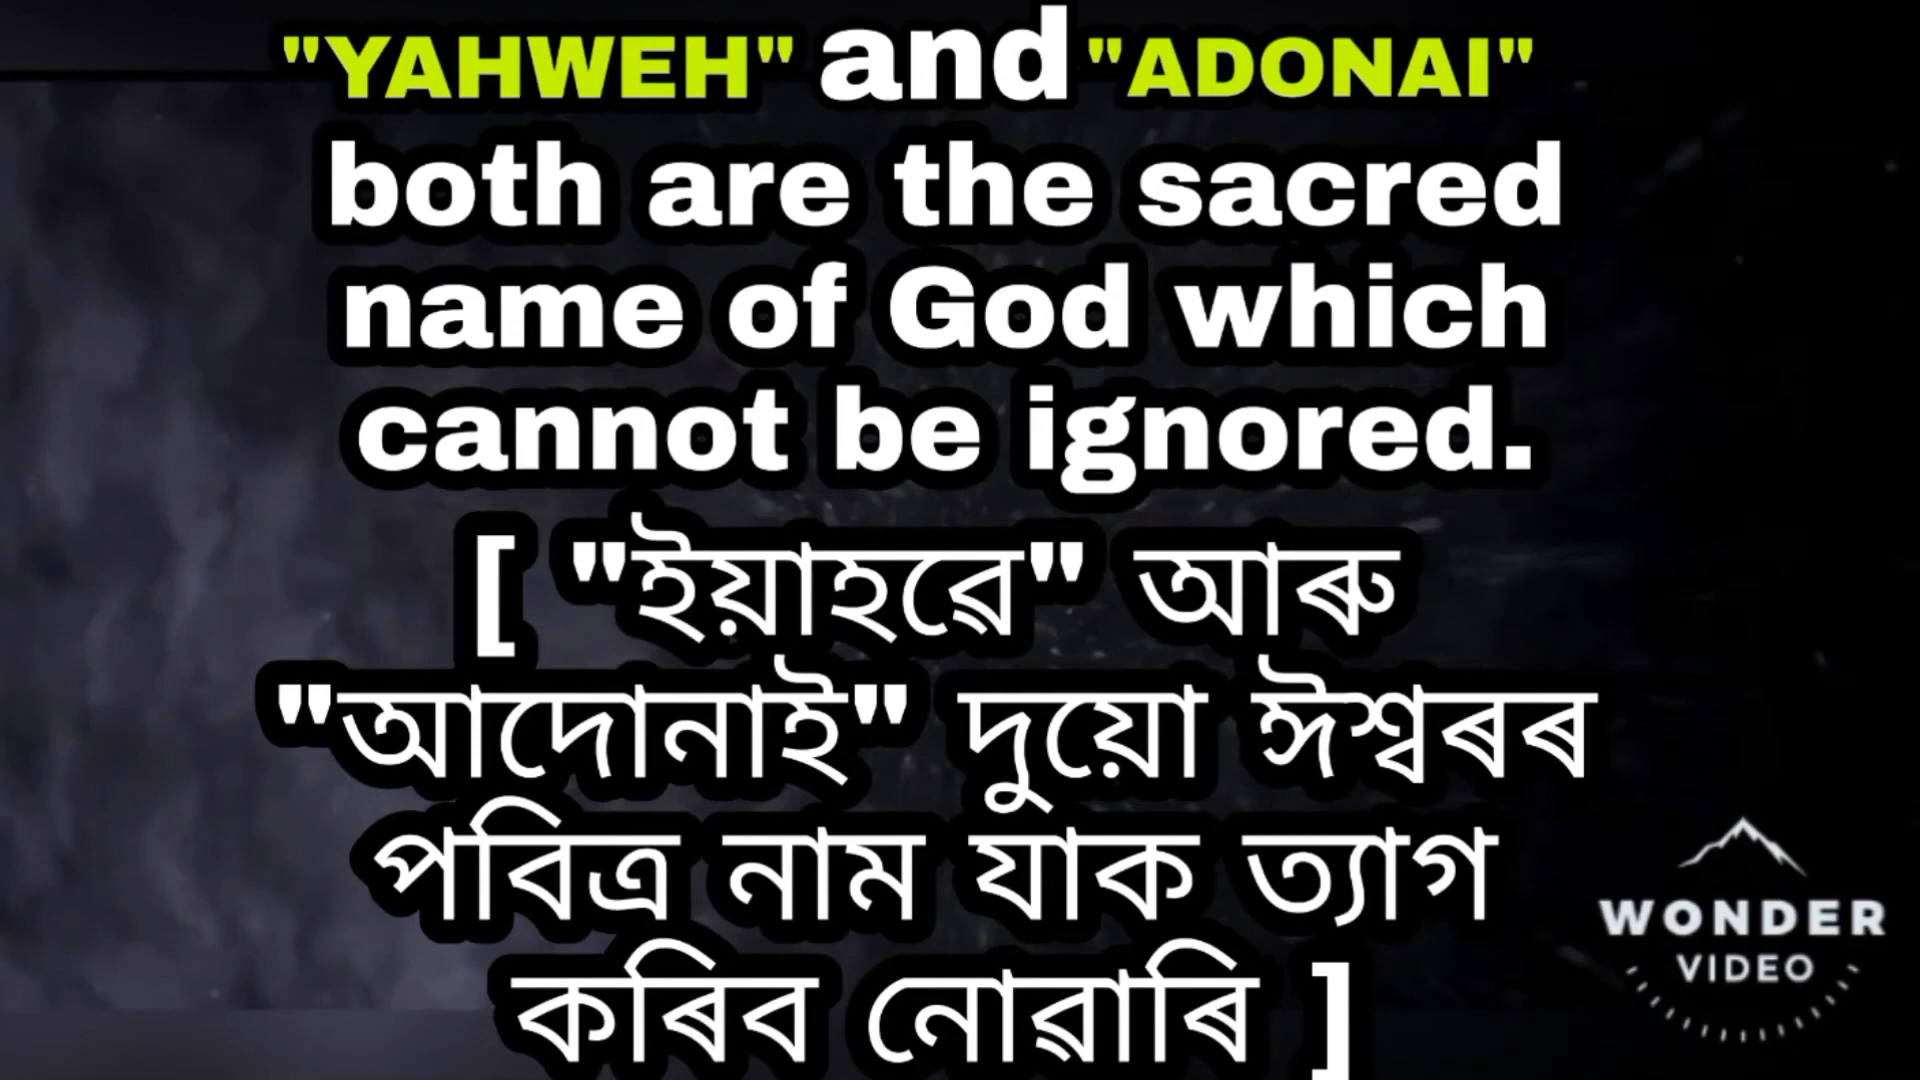 "YAHWEH" and "ADONAI"
both are the sacred
name of God which
cannot be ignored.
[ "ইয়াহৱে" আৰু
"আদোনাই" দুয়ো ঈশ্বৰৰ
পবিত্ৰ নাম যাক ত্যাগ
কৰিব নোৱাৰি ]
WONDER
VIDEO